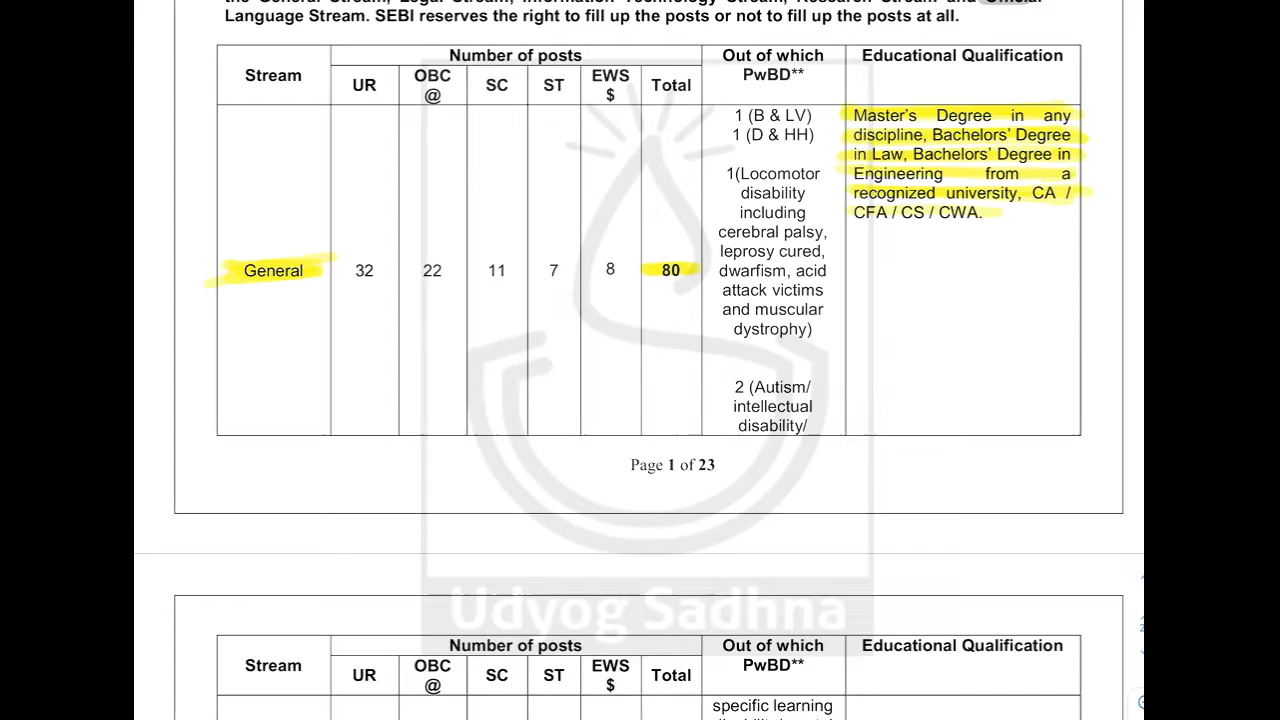 Language Stream. SEBI reserves the right to fill up the posts or not to fill up the posts at all.
Stream
Number of posts
Out of which
PwBD**
Educational Qualification
UR
OBC
@
SC
ST
EWS
$
Total
General
32
22
11
7
8
80
1 (B & LV)
1 (D & HH)
1(Locomotor
disability
including
cerebral palsy,
leprosy cured,
dwarfism, acid
attack victims
and muscular
dystrophy)
2 (Autism/
intellectual
disability/
Master's Degree in any
discipline, Bachelors' Degree
in Law, Bachelors' Degree in
Engineering from a
recognized university, CA /
CFA / CS / CWA.
Page 1 of 23
Udyog Sadhna
Stream
Number of posts
Out of which
PwBD**
Educational Qualification
UR
OBC
@
SC
ST
EWS
$
Total
specific learning